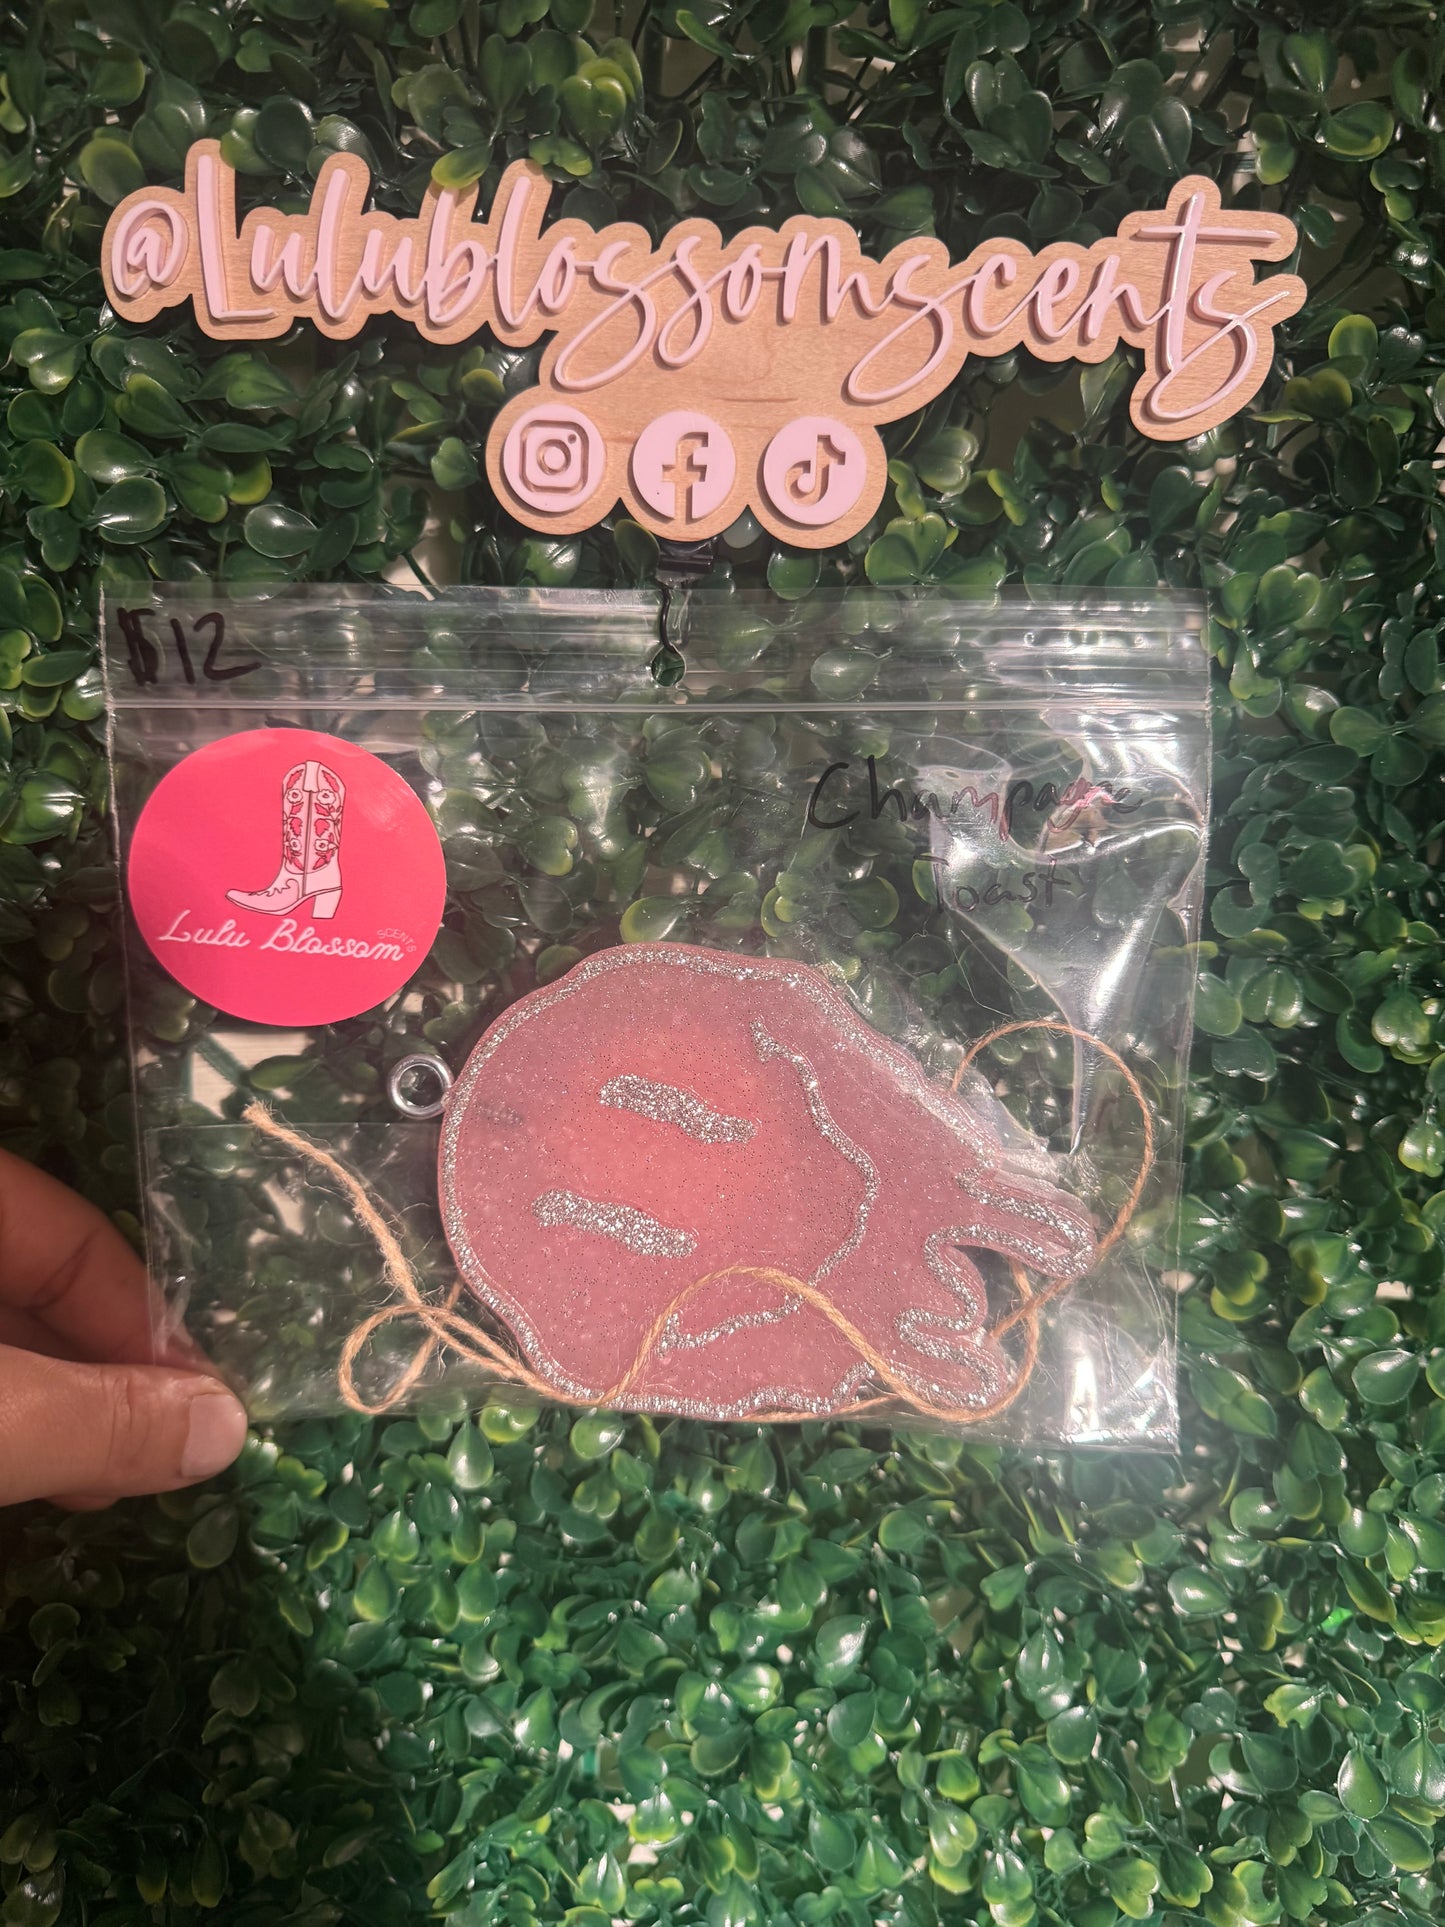 @Lulublossomscents
$12
Champagne
Toast
Lulu Blossom
SCENTS